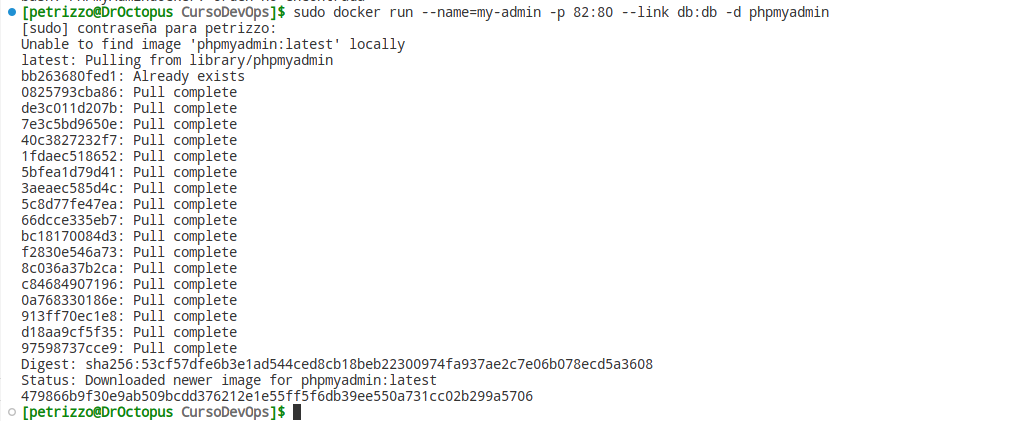 [petrizzo@DrOctopus CursoDevOps]$ sudo docker run --name=my-admin -p 82:80 --link db:db -d phpmyadmin
[sudo] contraseña para petrizzo:
Unable to find image 'phpmyadmin:latest' locally
latest: Pulling from library/phpmyadmin
bb263680fed1: Already exists
0825793cba86: Pull complete
de3c011d207b: Pull complete
7e3c5bd9650e: Pull complete
40c3827232f7: Pull complete
1fdaec518652: Pull complete
5bfea1d79d41: Pull complete
3aeaec585d4c: Pull complete
5c8d77fe47ea: Pull complete
66dcce335eb7: Pull complete
bc18170084d3: Pull complete
f2830e546a73: Pull complete
8c036a37b2ca: Pull complete
c84684907196: Pull complete
0a768330186e: Pull complete
913ff70ec1e8: Pull complete
d18aa9cf5f35: Pull complete
97598737cce9: Pull complete
Digest: sha256:53cf57dfe6b3e1ad544ced8cb18beb22300974fa937ae2c7e06b078ecd5a3608
Status: Downloaded newer image for phpmyadmin:latest
479866b9f30e9ab509bcdd376212e1e55ff5f6db39ee550a731cc02b299a5706
[petrizzo@DrOctopus CursoDevOps]$